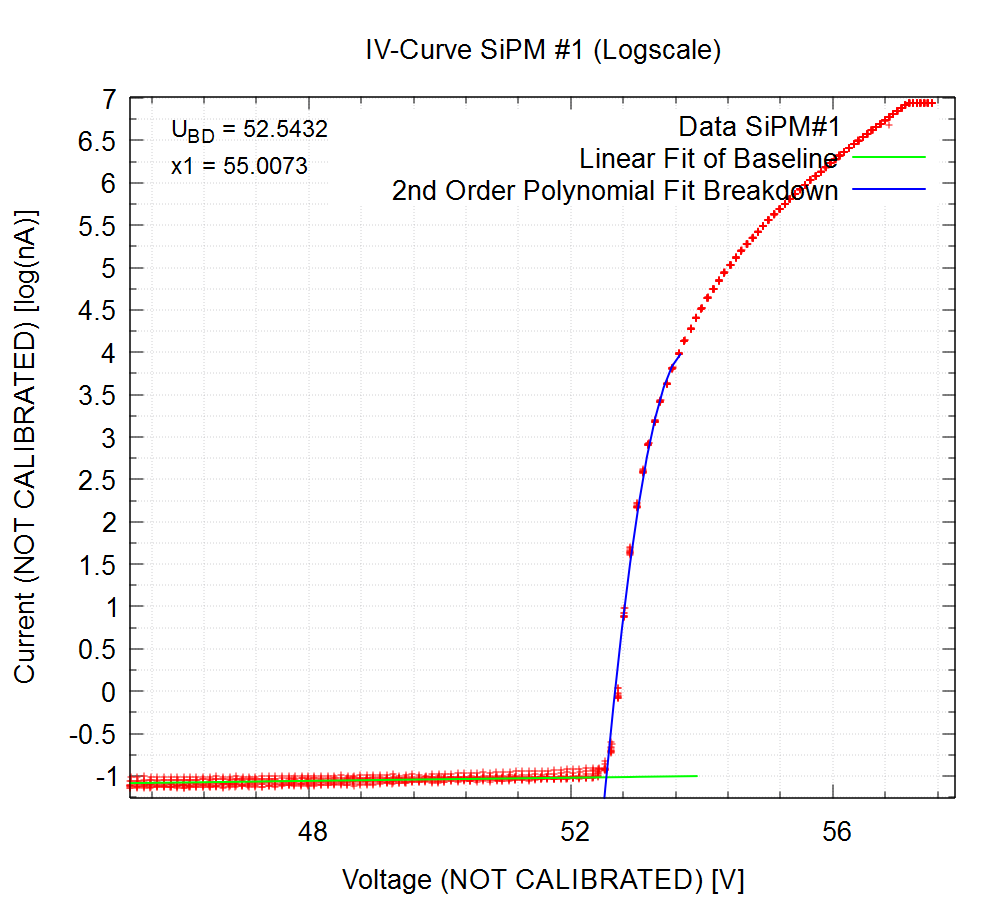 IV-Curve SiPM #1 (Logscale)
U_BD = 52.5432
x1 = 55.0073
Data SiPM#1
Linear Fit of Baseline
2nd Order Polynomial Fit Breakdown
Current (NOT CALIBRATED) [log(nA)]
7
6.5
6
5.5
5
4.5
4
3.5
3
2.5
2
1.5
1
0.5
0
-0.5
-1
48 52 56
Voltage (NOT CALIBRATED) [V]